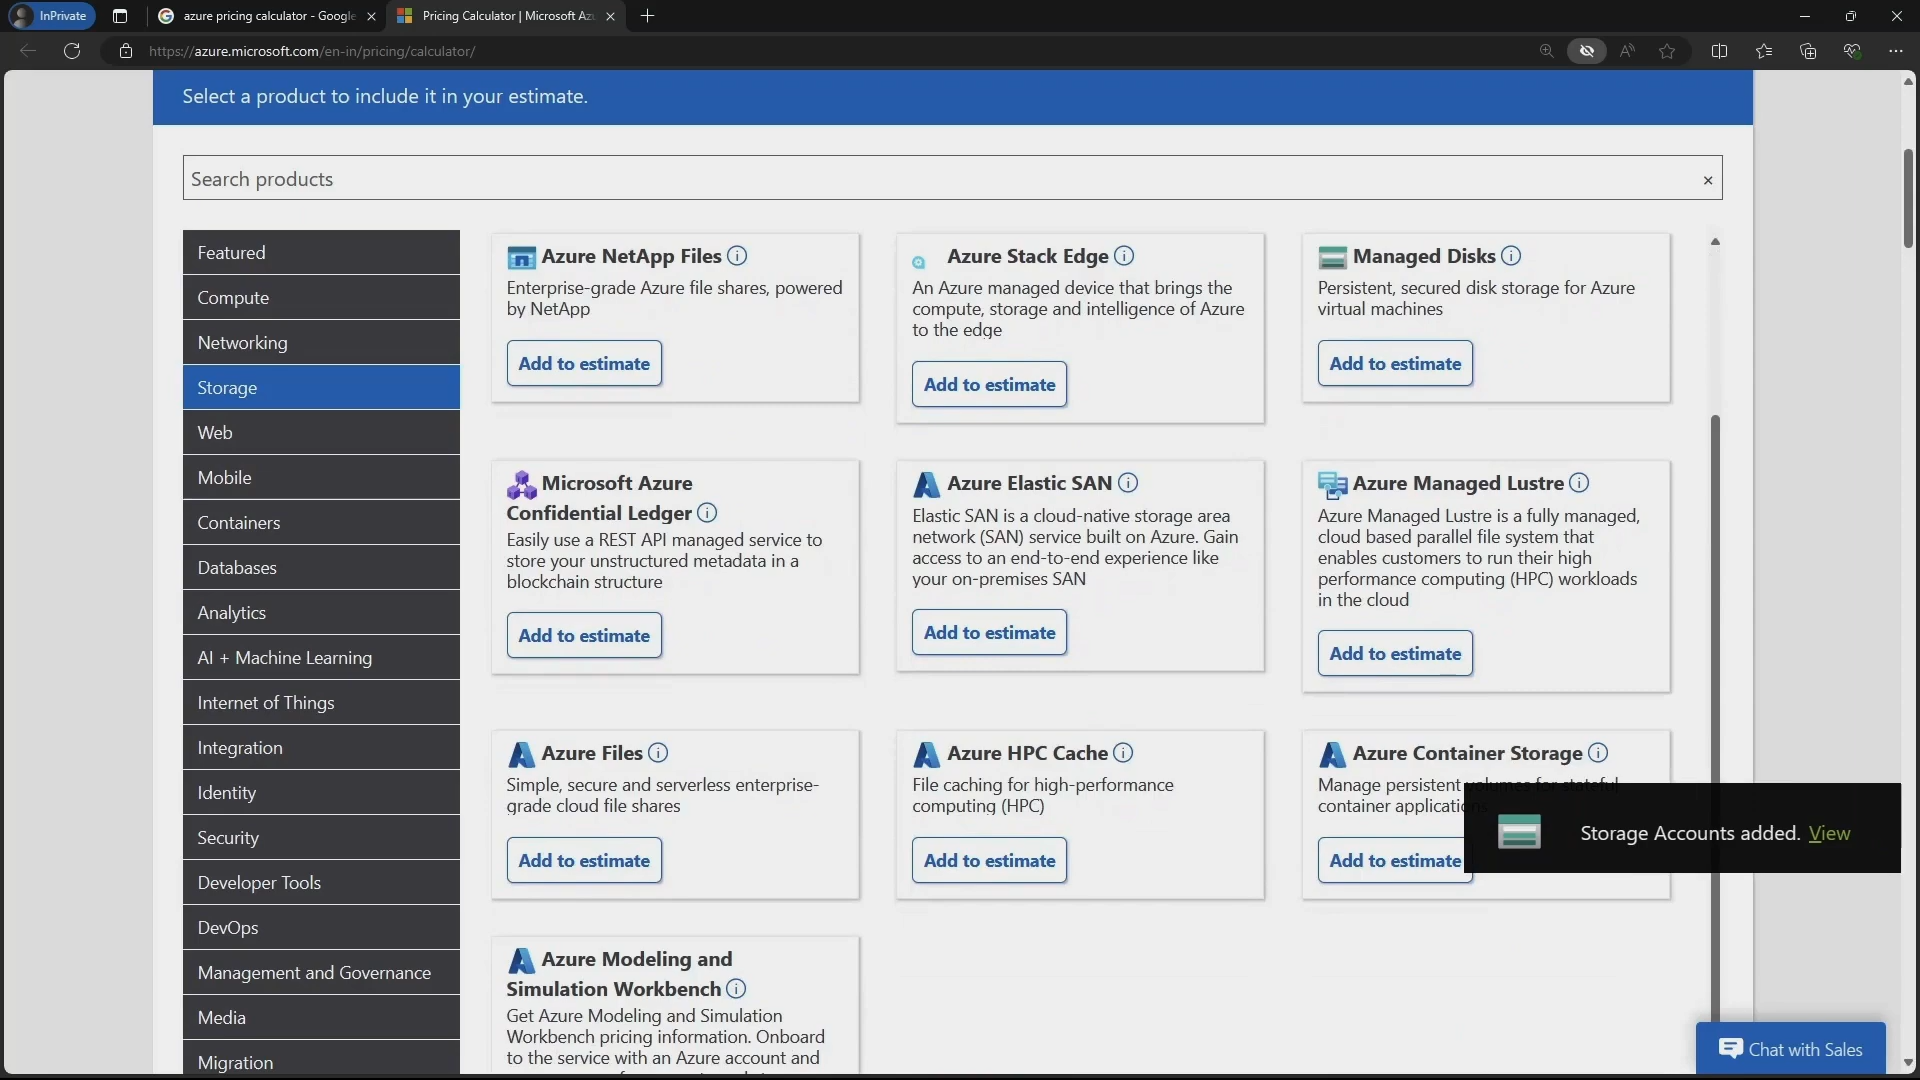 InPrivate
azure pricing calculator - Google
Pricing Calculator | Microsoft Az
https://azure.microsoft.com/en-in/pricing/calculator/
Select a product to include it in your estimate.
Search products
Featured
Compute
Networking
Storage
Web
Mobile
Containers
Databases
Analytics
AI + Machine Learning
Internet of Things
Integration
Identity
Security
Developer Tools
DevOps
Management and Governance
Media
Migration
Azure NetApp Files
Enterprise-grade Azure file shares, powered
by NetApp
Add to estimate
Azure Stack Edge
An Azure managed device that brings the
compute, storage and intelligence of Azure
to the edge
Add to estimate
Managed Disks
Persistent, secured disk storage for Azure
virtual machines
Add to estimate
Microsoft Azure
Confidential Ledger
Easily use a REST API managed service to
store your unstructured metadata in a
blockchain structure
Add to estimate
Azure Elastic SAN
Elastic SAN is a cloud-native storage area
network (SAN) service built on Azure. Gain
access to an end-to-end experience like
your on-premises SAN
Add to estimate
Azure Managed Lustre
Azure Managed Lustre is a fully managed,
cloud based parallel file system that
enables customers to run their high
performance computing (HPC) workloads
in the cloud
Add to estimate
Azure Files
Simple, secure and serverless enterprise-
grade cloud file shares
Add to estimate
Azure HPC Cache
File caching for high-performance
computing (HPC)
Add to estimate
Azure Container Storage
Manage persistent volumes for stateful
container applications
Add to estimate
Storage Accounts added. View
Azure Modeling and
Simulation Workbench
Get Azure Modeling and Simulation
Workbench pricing information. Onboard
to the service with an Azure account and
Chat with Sales